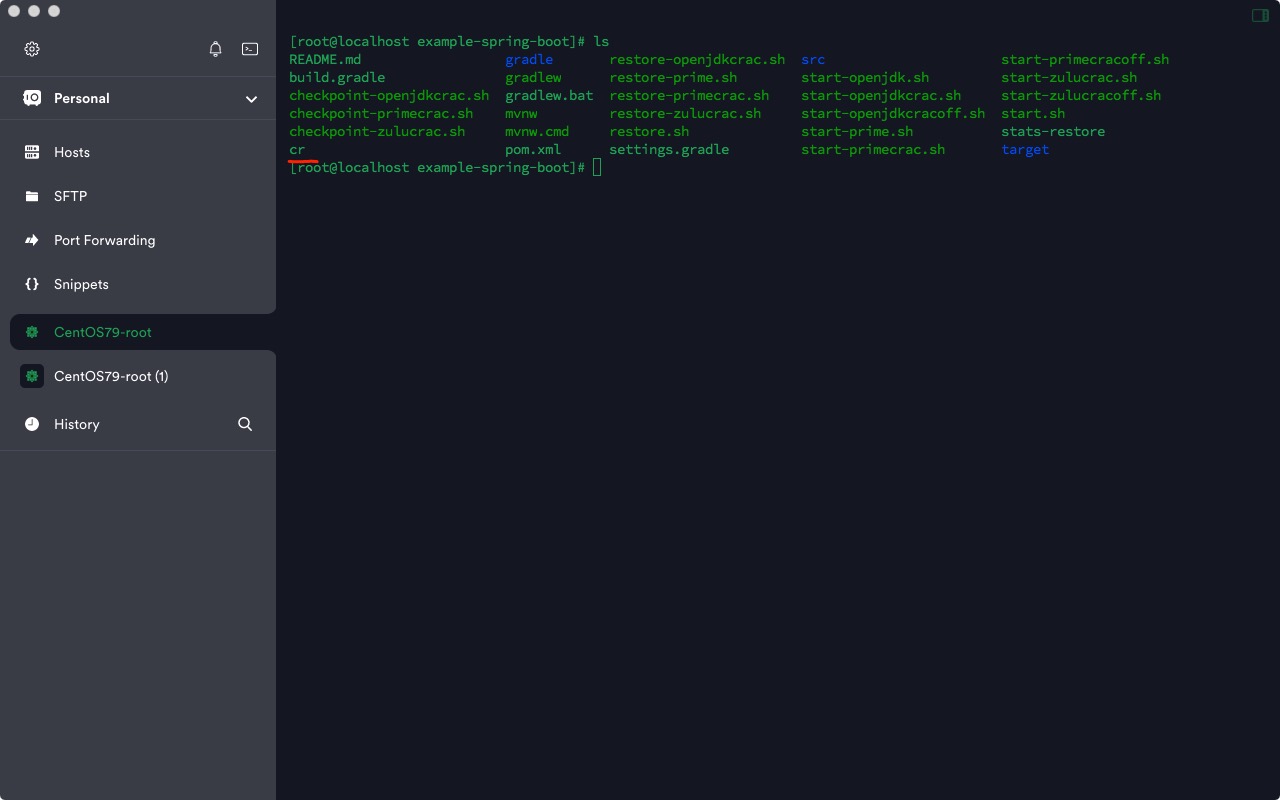 Personal
Hosts
SFTP
Port Forwarding
Snippets
CentOS79-root
CentOS79-root (1)
History
[root@localhost example-spring-boot]# ls
README.md gradle restore-openjdkcrac.sh src start-primecracoff.sh
build.gradle gradlew restore-prime.sh start-openjdk.sh start-zulucrac.sh
checkpoint-openjdkcrac.sh gradlew.bat restore-primecrac.sh start-openjdkcrac.sh start-zulucracoff.sh
checkpoint-primecrac.sh mvnw restore-zulucrac.sh start-openjdkcracoff.sh start.sh
checkpoint-zulucrac.sh mvnw.cmd restore.sh start-prime.sh stats-restore
cr pom.xml settings.gradle start-primecrac.sh target
[root@localhost example-spring-boot]#